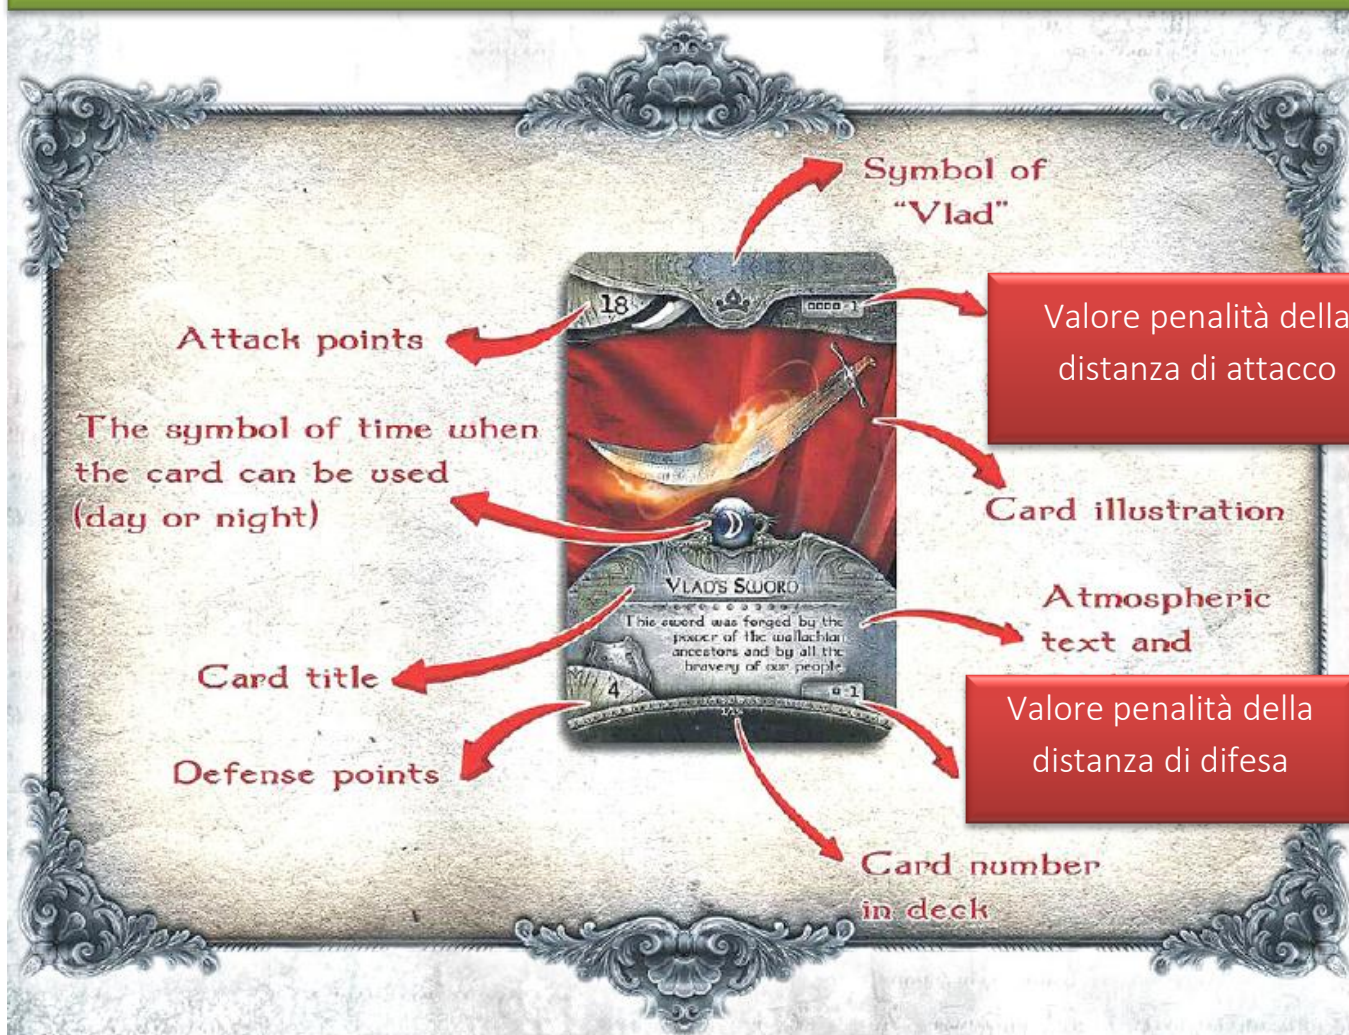 Symbol of
"Vlad"
18
-1
Valore penalità della
distanza di attacco
Attack points
The symbol of time when
the card can be used
(day or night)
Card illustration
VLAD'S SWORD
This sword was forged by the
power of the wallachian
ancestors and by all the
bravery of our people
Atmospheric
text and
Card title
4
-1
Valore penalità della
distanza di difesa
Defense points
Card number
in deck